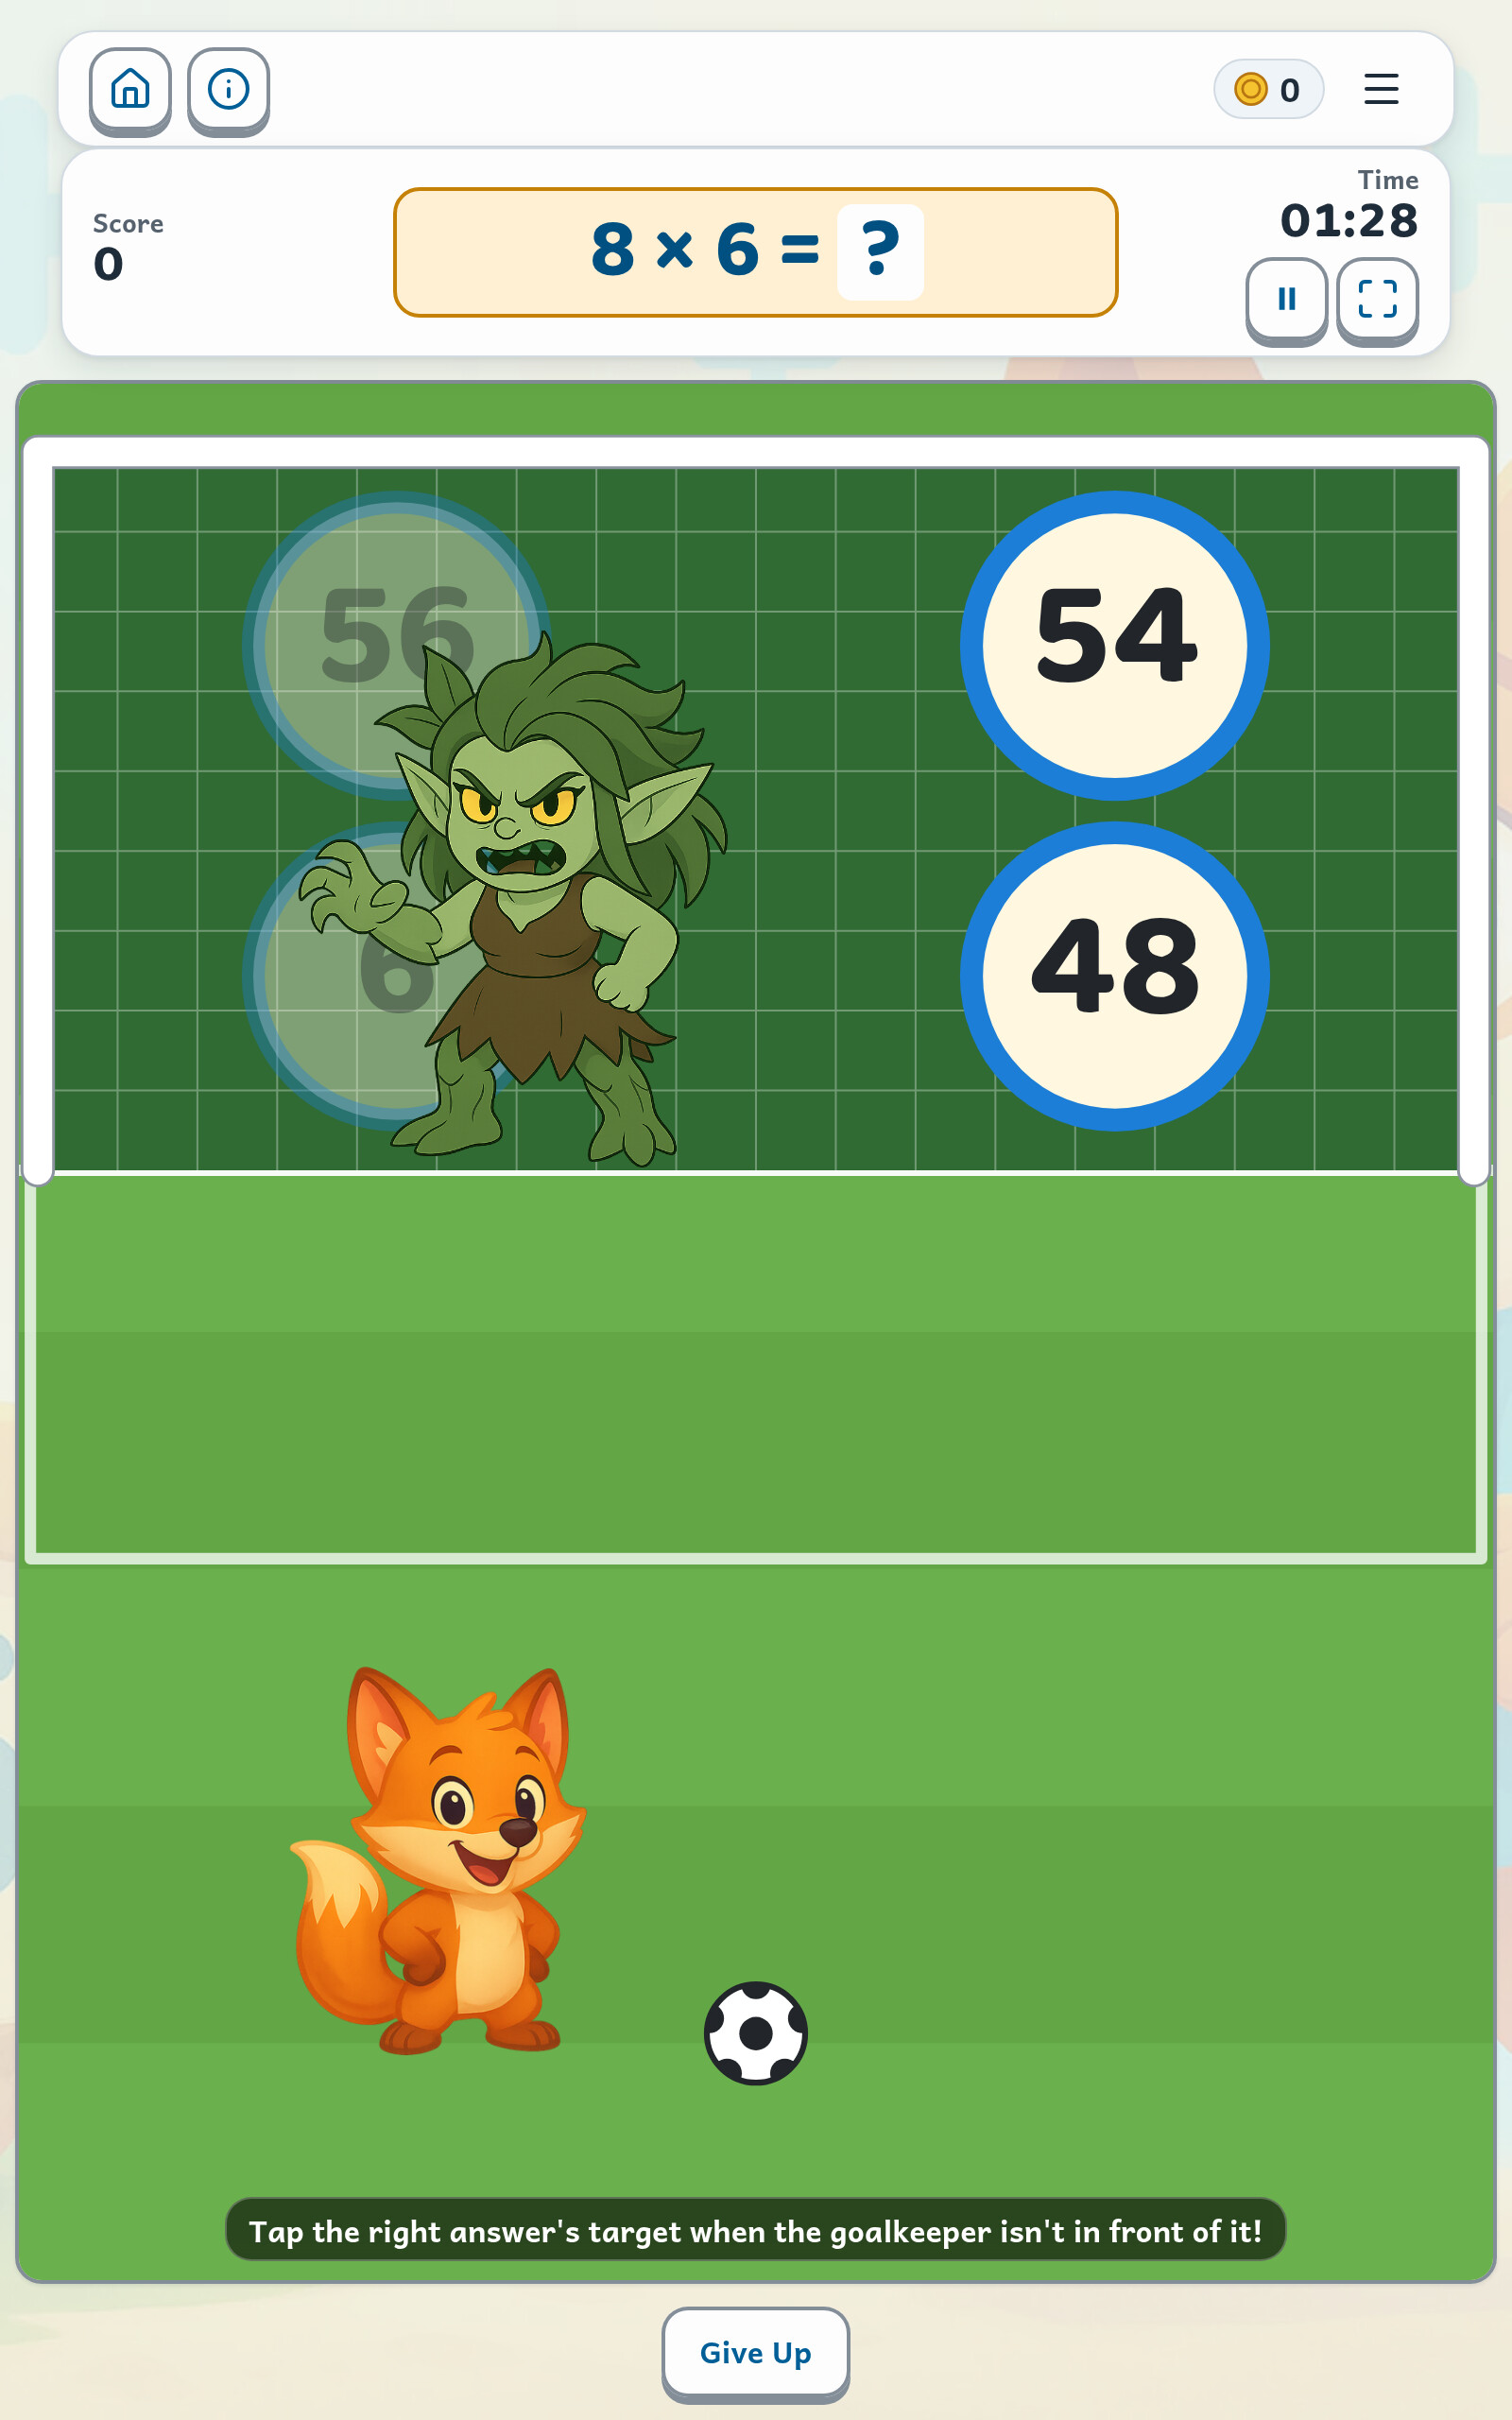 0
Score
0
8 × 6 = ?
Time
01:28
56
54
48
Tap the right answer's target when the goalkeeper isn't in front of it!
Give Up